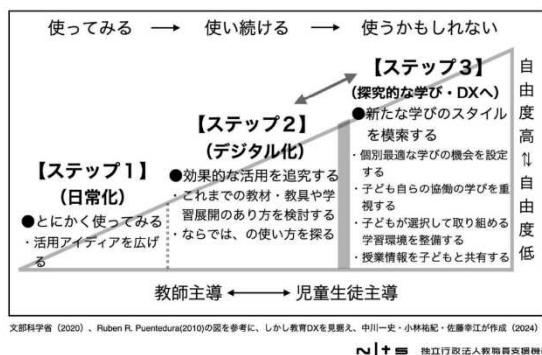 使ってみる → 使い続ける → 使うかもしれない
【ステップ１】
（日常化）
●とにかく使ってみる
・活用アイディアを広げ
る
【ステップ２】
（デジタル化）
●効果的な活用を追究する
・これまでの教材・教具や学
習展開のあり方を検討する
・ならでは、の使い方を探る
【ステップ３】
（探究的な学び・DXへ）
●新たな学びのスタイル
を模索する
・個別最適な学びの機会を設定
する
・子ども自らの協働の学びを重
視する
・子どもが選択して取り組める
学習環境を整備する
・授業情報を子どもと共有する
自由度高⇅自由度低
教師主導 ⟷ 児童生徒主導
文部科学省（2020）、Ruben R. Puentedura(2010)の図を参考に、しかし教育DXを見据え、中川一史・小林祐紀・佐藤幸江が作成（2024）
NITS 独立行政法人教職員支援機